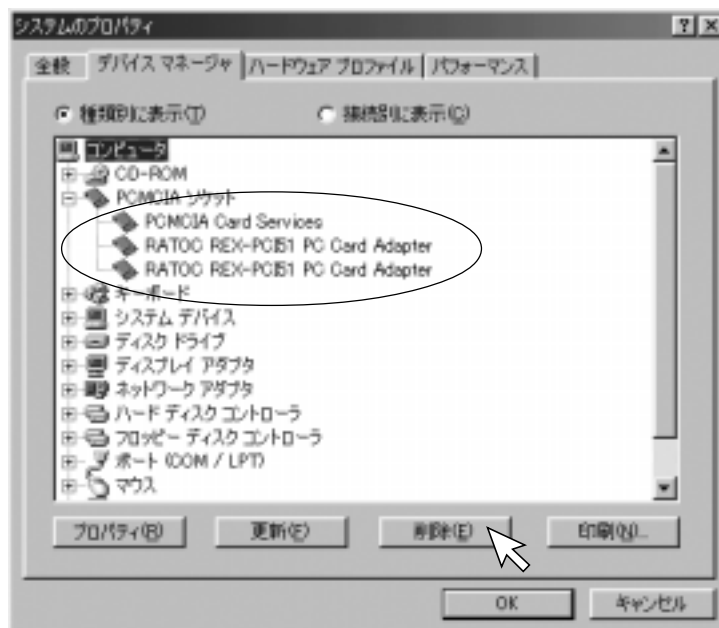 システムのプロパティ
全般 デバイス マネージャ ハードウェア プロファイル パフォーマンス
種類別に表示(T) 接続別に表示(C)
コンピュータ
CD-ROM
PCMCIA ソケット
PCMCIA Card Services
RATOC REX-PCI51 PC Card Adapter
RATOC REX-PCI51 PC Card Adapter
キーボード
システム デバイス
ディスク ドライブ
ディスプレイ アダプタ
ネットワーク アダプタ
ハード ディスク コントローラ
フロッピー ディスク コントローラ
ポート (COM / LPT)
マウス
プロパティ(R) 更新(F) 削除(E) 印刷(N)...
OK キャンセル